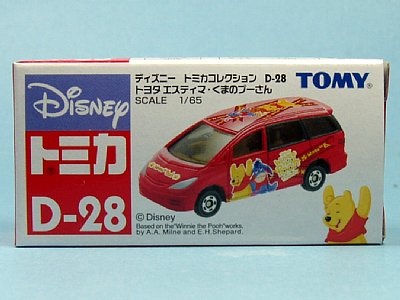 Disney
トミカ
D-28
ディズニー トミカコレクション D-28
トヨタ エスティマ・くまのプーさん
SCALE 1/65
TOMY
© Disney
Based on the "Winnie the Pooh" works,
by A.A. Milne and E.H.Shepard.